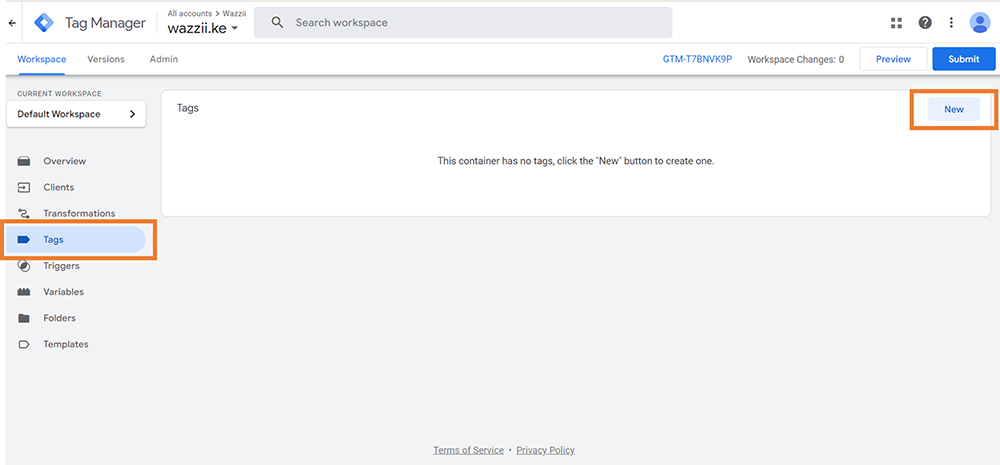 Tag Manager
All accounts > Wazzii
wazzii.ke
Search workspace
Workspace
Versions
Admin
GTM-T7BNVK9P
Workspace Changes: 0
Preview
Submit
CURRENT WORKSPACE
Default Workspace
Tags
New
This container has no tags, click the "New" button to create one.
Overview
Clients
Transformations
Tags
Triggers
Variables
Folders
Templates
Terms of Service • Privacy Policy